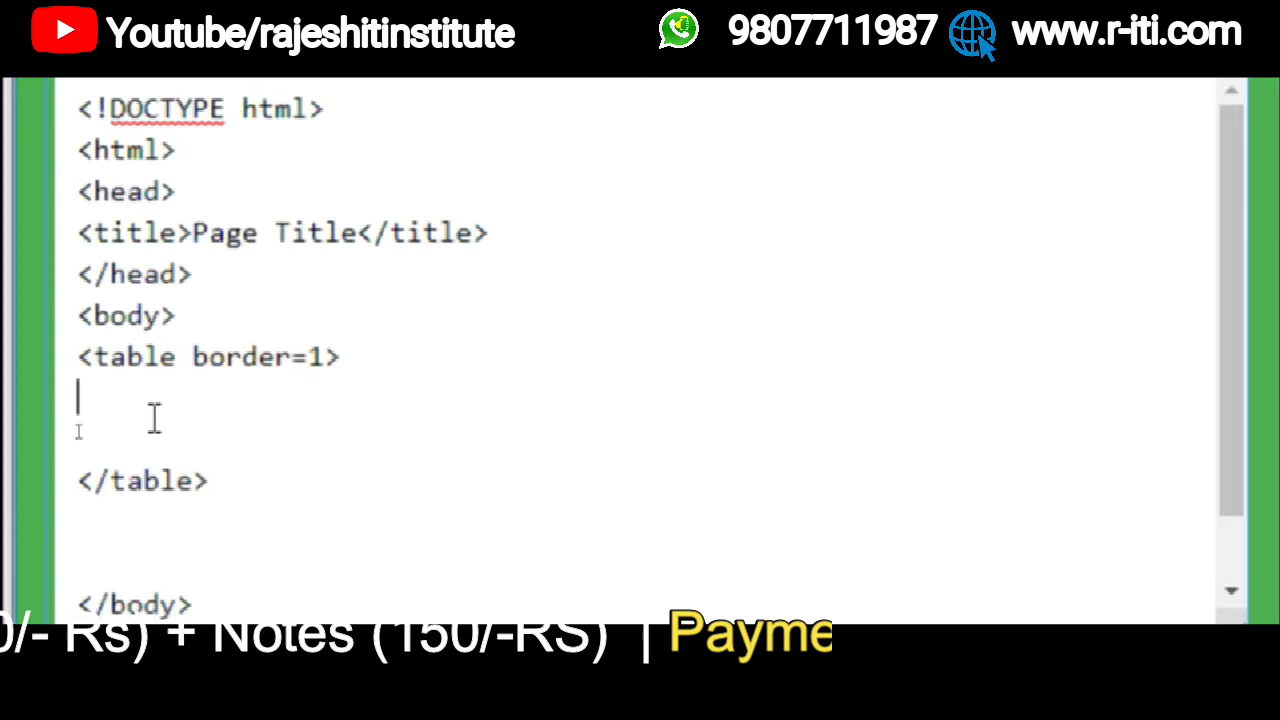 Youtube/rajeshitinstitute 9807711987 www.r-iti.com
<!DOCTYPE html>
<html>
<head>
<title>Page Title</title>
</head>
<body>
<table border=1>
</table>
</body>
0/- Rs) + Notes (150/-RS) | Payme